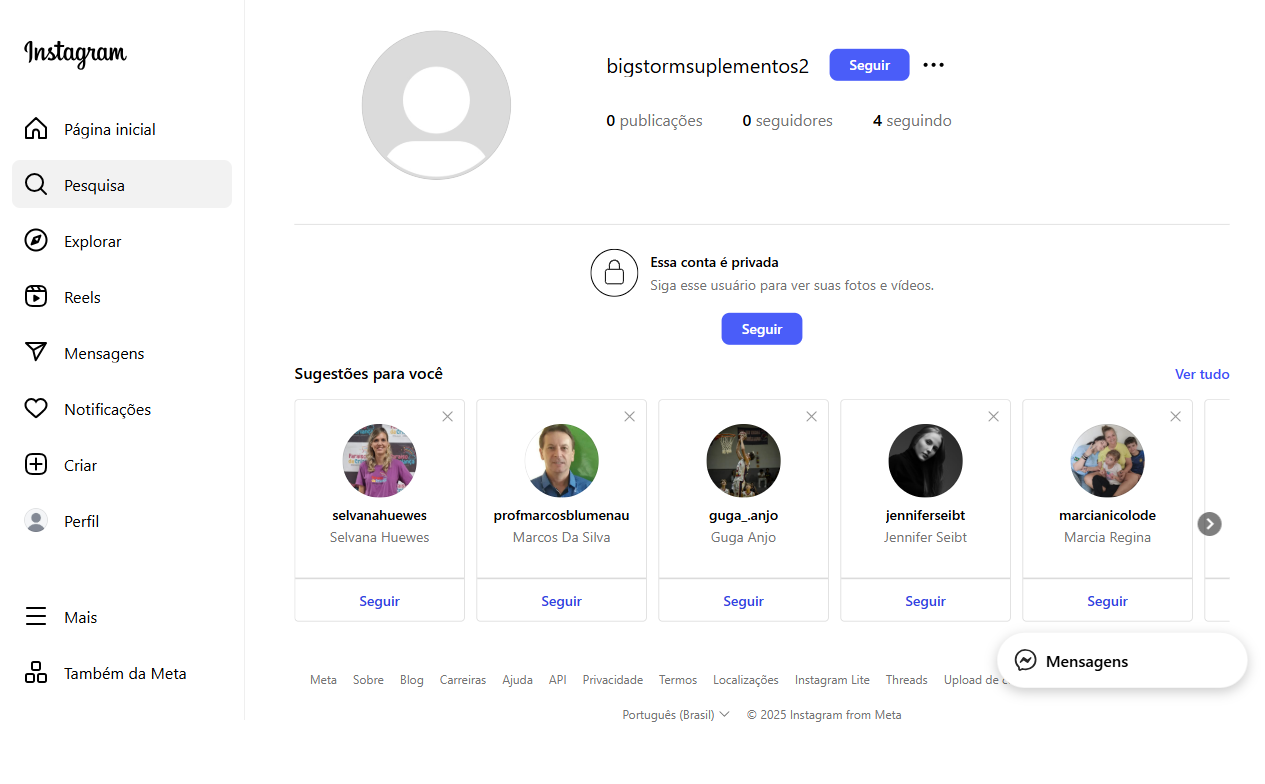 Instagram
Página inicial
Pesquisa
Explorar
Reels
Mensagens
Notificações
Criar
Perfil
Mais
Também da Meta
bigstormsuplementos2 Seguir
0 publicações 0 seguidores 4 seguindo
Essa conta é privada
Siga esse usuário para ver suas fotos e vídeos.
Seguir
Sugestões para você Ver tudo
selvanahuewes profmarcosblumenau guga_.anjo jenniferseibt marcianicolode
Selvana Huewes Marcos Da Silva Guga Anjo Jennifer Seibt Marcia Regina
Seguir Seguir Seguir Seguir Seguir
Mensagens
Meta Sobre Blog Carreiras Ajuda API Privacidade Termos Localizações Instagram Lite Threads Upload de
Português (Brasil) © 2025 Instagram from Meta